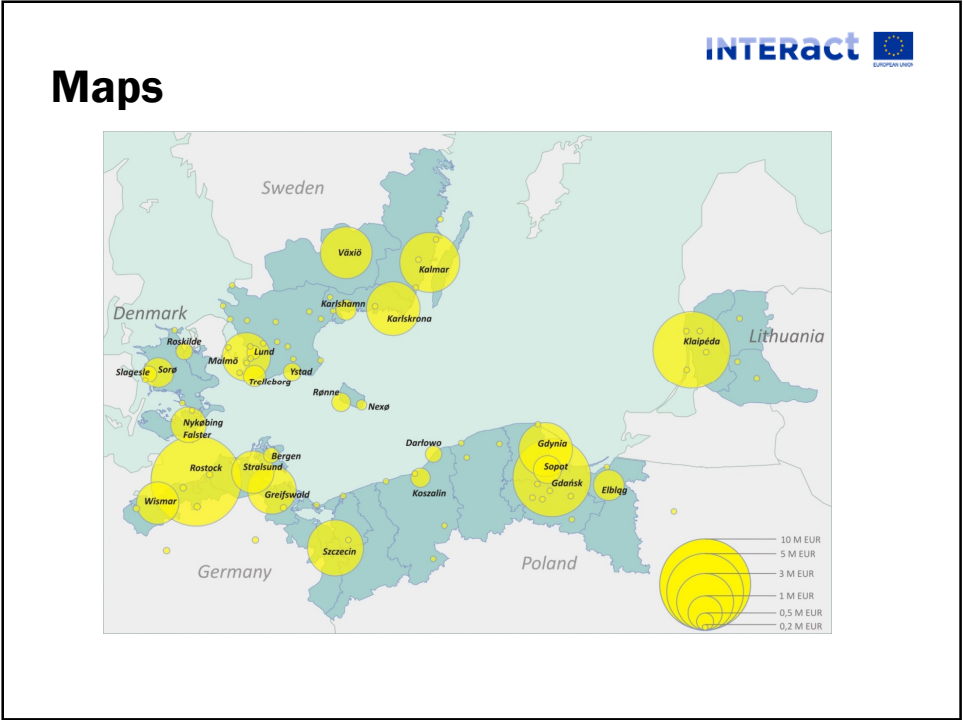 INTERact
EUROPEAN UNION
Maps
Sweden
Växiö
Kalmar
Karlshamn
Karlskrona
Denmark
Roskilde
Lund
Malmö
Slagesle
Sorø
Ystad
Trelleborg
Rønne
Nexø
Klaipéda
Lithuania
Nykøbing
Falster
Bergen
Rostock
Stralsund
Greifswald
Wismar
Darłowo
Koszalin
Gdynia
Sopot
Gdańsk
Elbląg
Szczecin
Germany
Poland
10 M EUR
5 M EUR
3 M EUR
1 M EUR
0,5 M EUR
0,2 M EUR